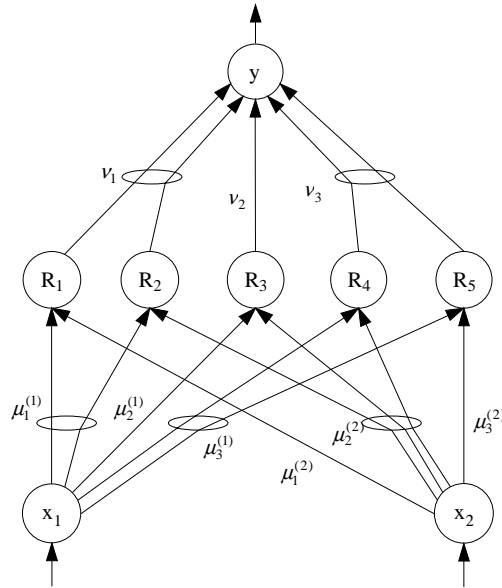 y
ν₁
ν₂
ν₃
R₁ R₂ R₃ R₄ R₅
μ₁⁽¹⁾ μ₂⁽¹⁾ μ₃⁽¹⁾ μ₂⁽²⁾ μ₃⁽²⁾
μ₁⁽²⁾
x₁ x₂